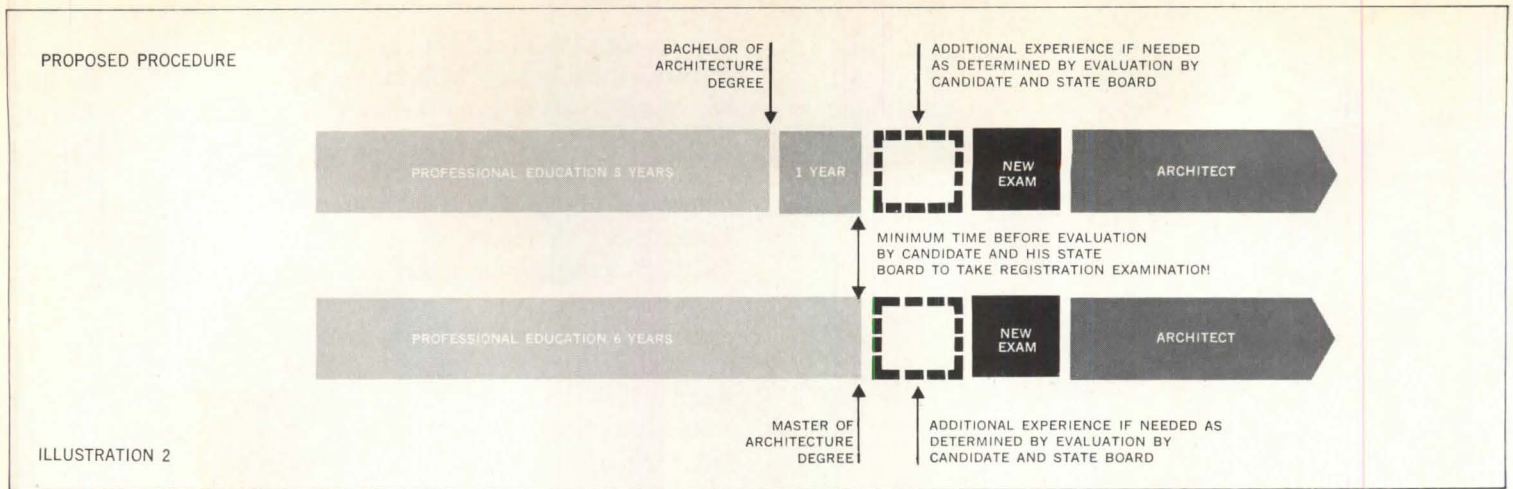 PROPOSED PROCEDURE
BACHELOR OF
ARCHITECTURE
DEGREE
ADDITIONAL EXPERIENCE IF NEEDED
AS DETERMINED BY EVALUATION BY
CANDIDATE AND STATE BOARD
PROFESSIONAL EDUCATION 5 YEARS
1 YEAR
NEW
EXAM
ARCHITECT
MINIMUM TIME BEFORE EVALUATION
BY CANDIDATE AND HIS STATE
BOARD TO TAKE REGISTRATION EXAMINATION
PROFESSIONAL EDUCATION 6 YEARS
NEW
EXAM
ARCHITECT
MASTER OF
ARCHITECTURE
DEGREE
ADDITIONAL EXPERIENCE IF NEEDED AS
DETERMINED BY EVALUATION BY
CANDIDATE AND STATE BOARD
ILLUSTRATION 2